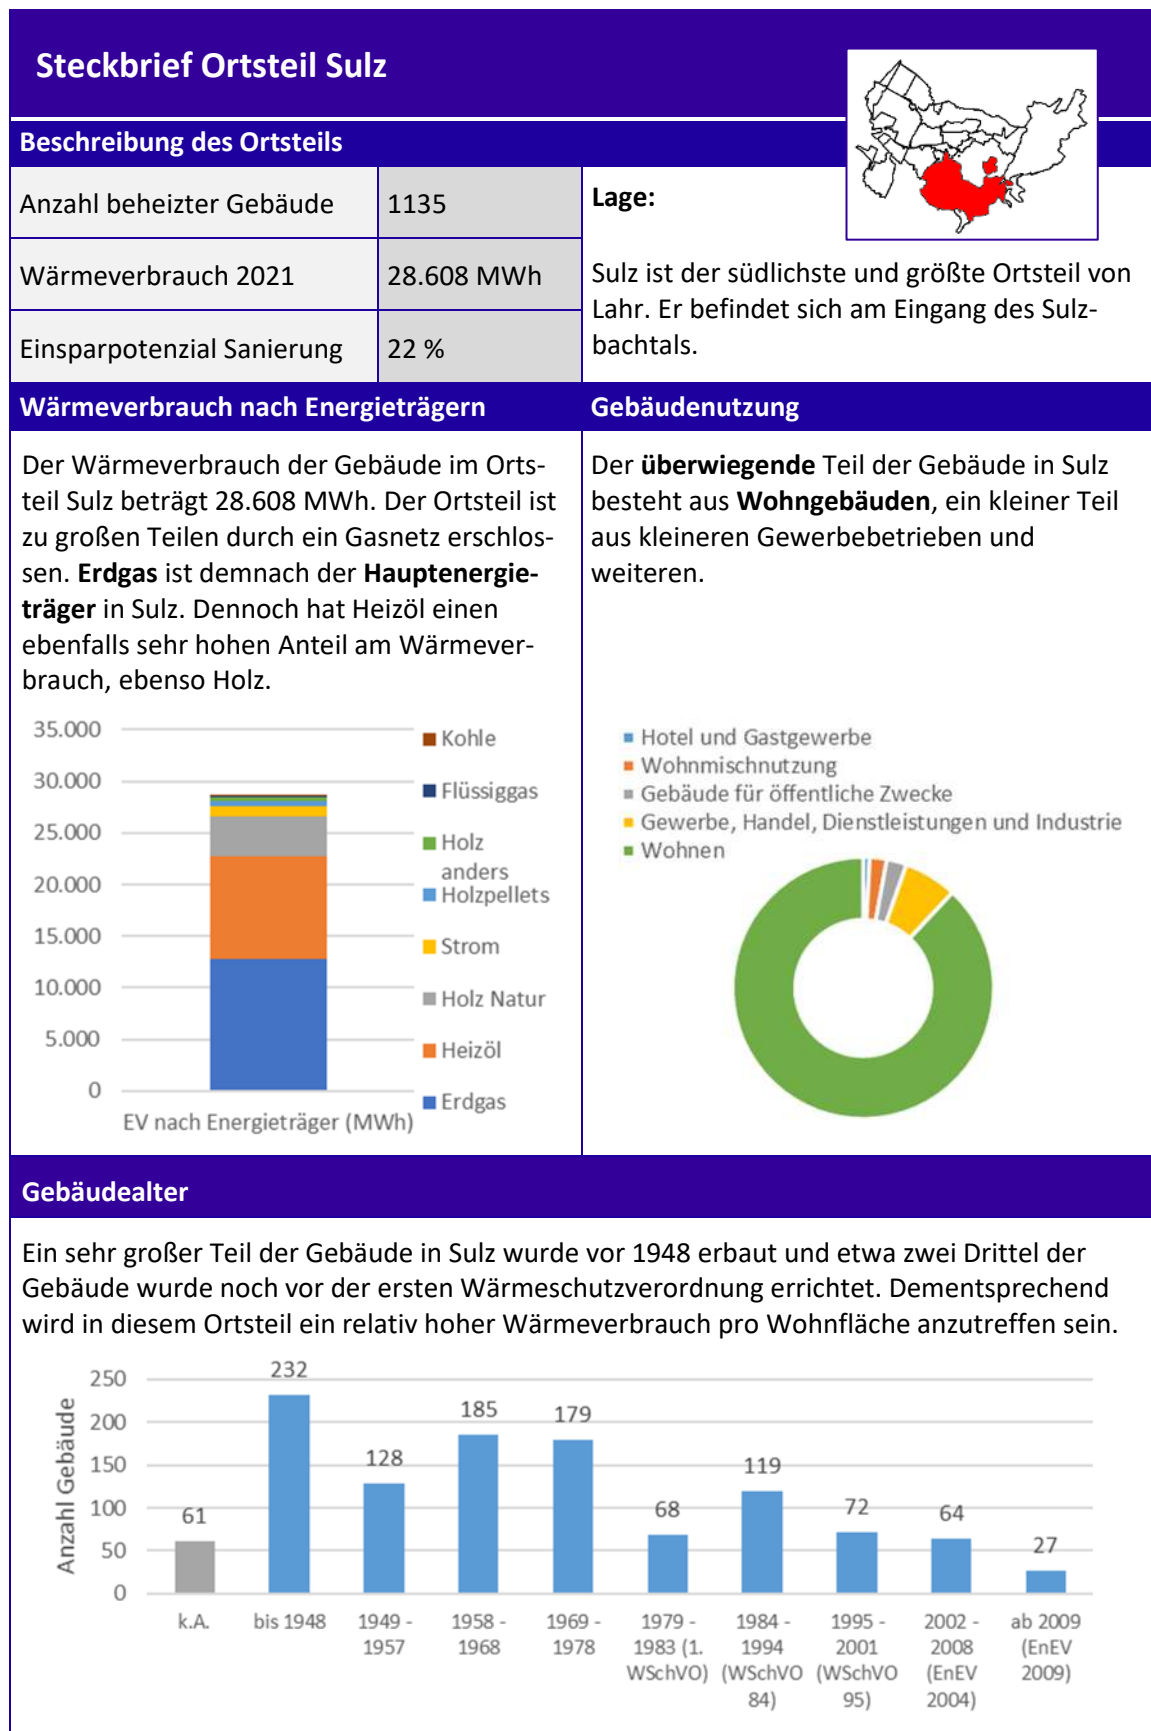 Steckbrief Ortsteil Sulz
Beschreibung des Ortsteils
Anzahl beheizter Gebäude
1135
Wärmeverbrauch 2021
28.608 MWh
Einsparpotenzial Sanierung
22 %
Lage:
Sulz ist der südlichste und größte Ortsteil von
Lahr. Er befindet sich am Eingang des Sulz-
bachtals.
Wärmeverbrauch nach Energieträgern
Der Wärmeverbrauch der Gebäude im Orts-
teil Sulz beträgt 28.608 MWh. Der Ortsteil ist
zu großen Teilen durch ein Gasnetz erschlos-
sen. Erdgas ist demnach der Hauptenergie-
träger in Sulz. Dennoch hat Heizöl einen
ebenfalls sehr hohen Anteil am Wärmever-
brauch, ebenso Holz.
35.000
30.000
25.000
20.000
15.000
10.000
5.000
0
EV nach Energieträger (MWh)
Kohle
Flüssiggas
Holz
anders
Holzpellets
Strom
Holz Natur
Heizöl
Erdgas
Gebäudenutzung
Der überwiegende Teil der Gebäude in Sulz
besteht aus Wohngebäuden, ein kleiner Teil
aus kleineren Gewerbebetrieben und
weiteren.
Hotel und Gastgewerbe
Wohnmischnutzung
Gebäude für öffentliche Zwecke
Gewerbe, Handel, Dienstleistungen und Industrie
Wohnen
Gebäudealter
Ein sehr großer Teil der Gebäude in Sulz wurde vor 1948 erbaut und etwa zwei Drittel der
Gebäude wurde noch vor der ersten Wärmeschutzverordnung errichtet. Dementsprechend
wird in diesem Ortsteil ein relativ hoher Wärmeverbrauch pro Wohnfläche anzutreffen sein.
Anzahl Gebäude
250
200
150
100
50
0
61
232
128
185
179
68
119
72
64
27
k.A.
bis 1948
1949 -
1957
1958 -
1968
1969 -
1978
1979 -
1983 (1.
WSchVO)
1984 -
1994
(WSchVO
84)
1995 -
2001
(WSchVO
95)
2002 -
2008
(EnEV
2004)
ab 2009
(EnEV
2009)